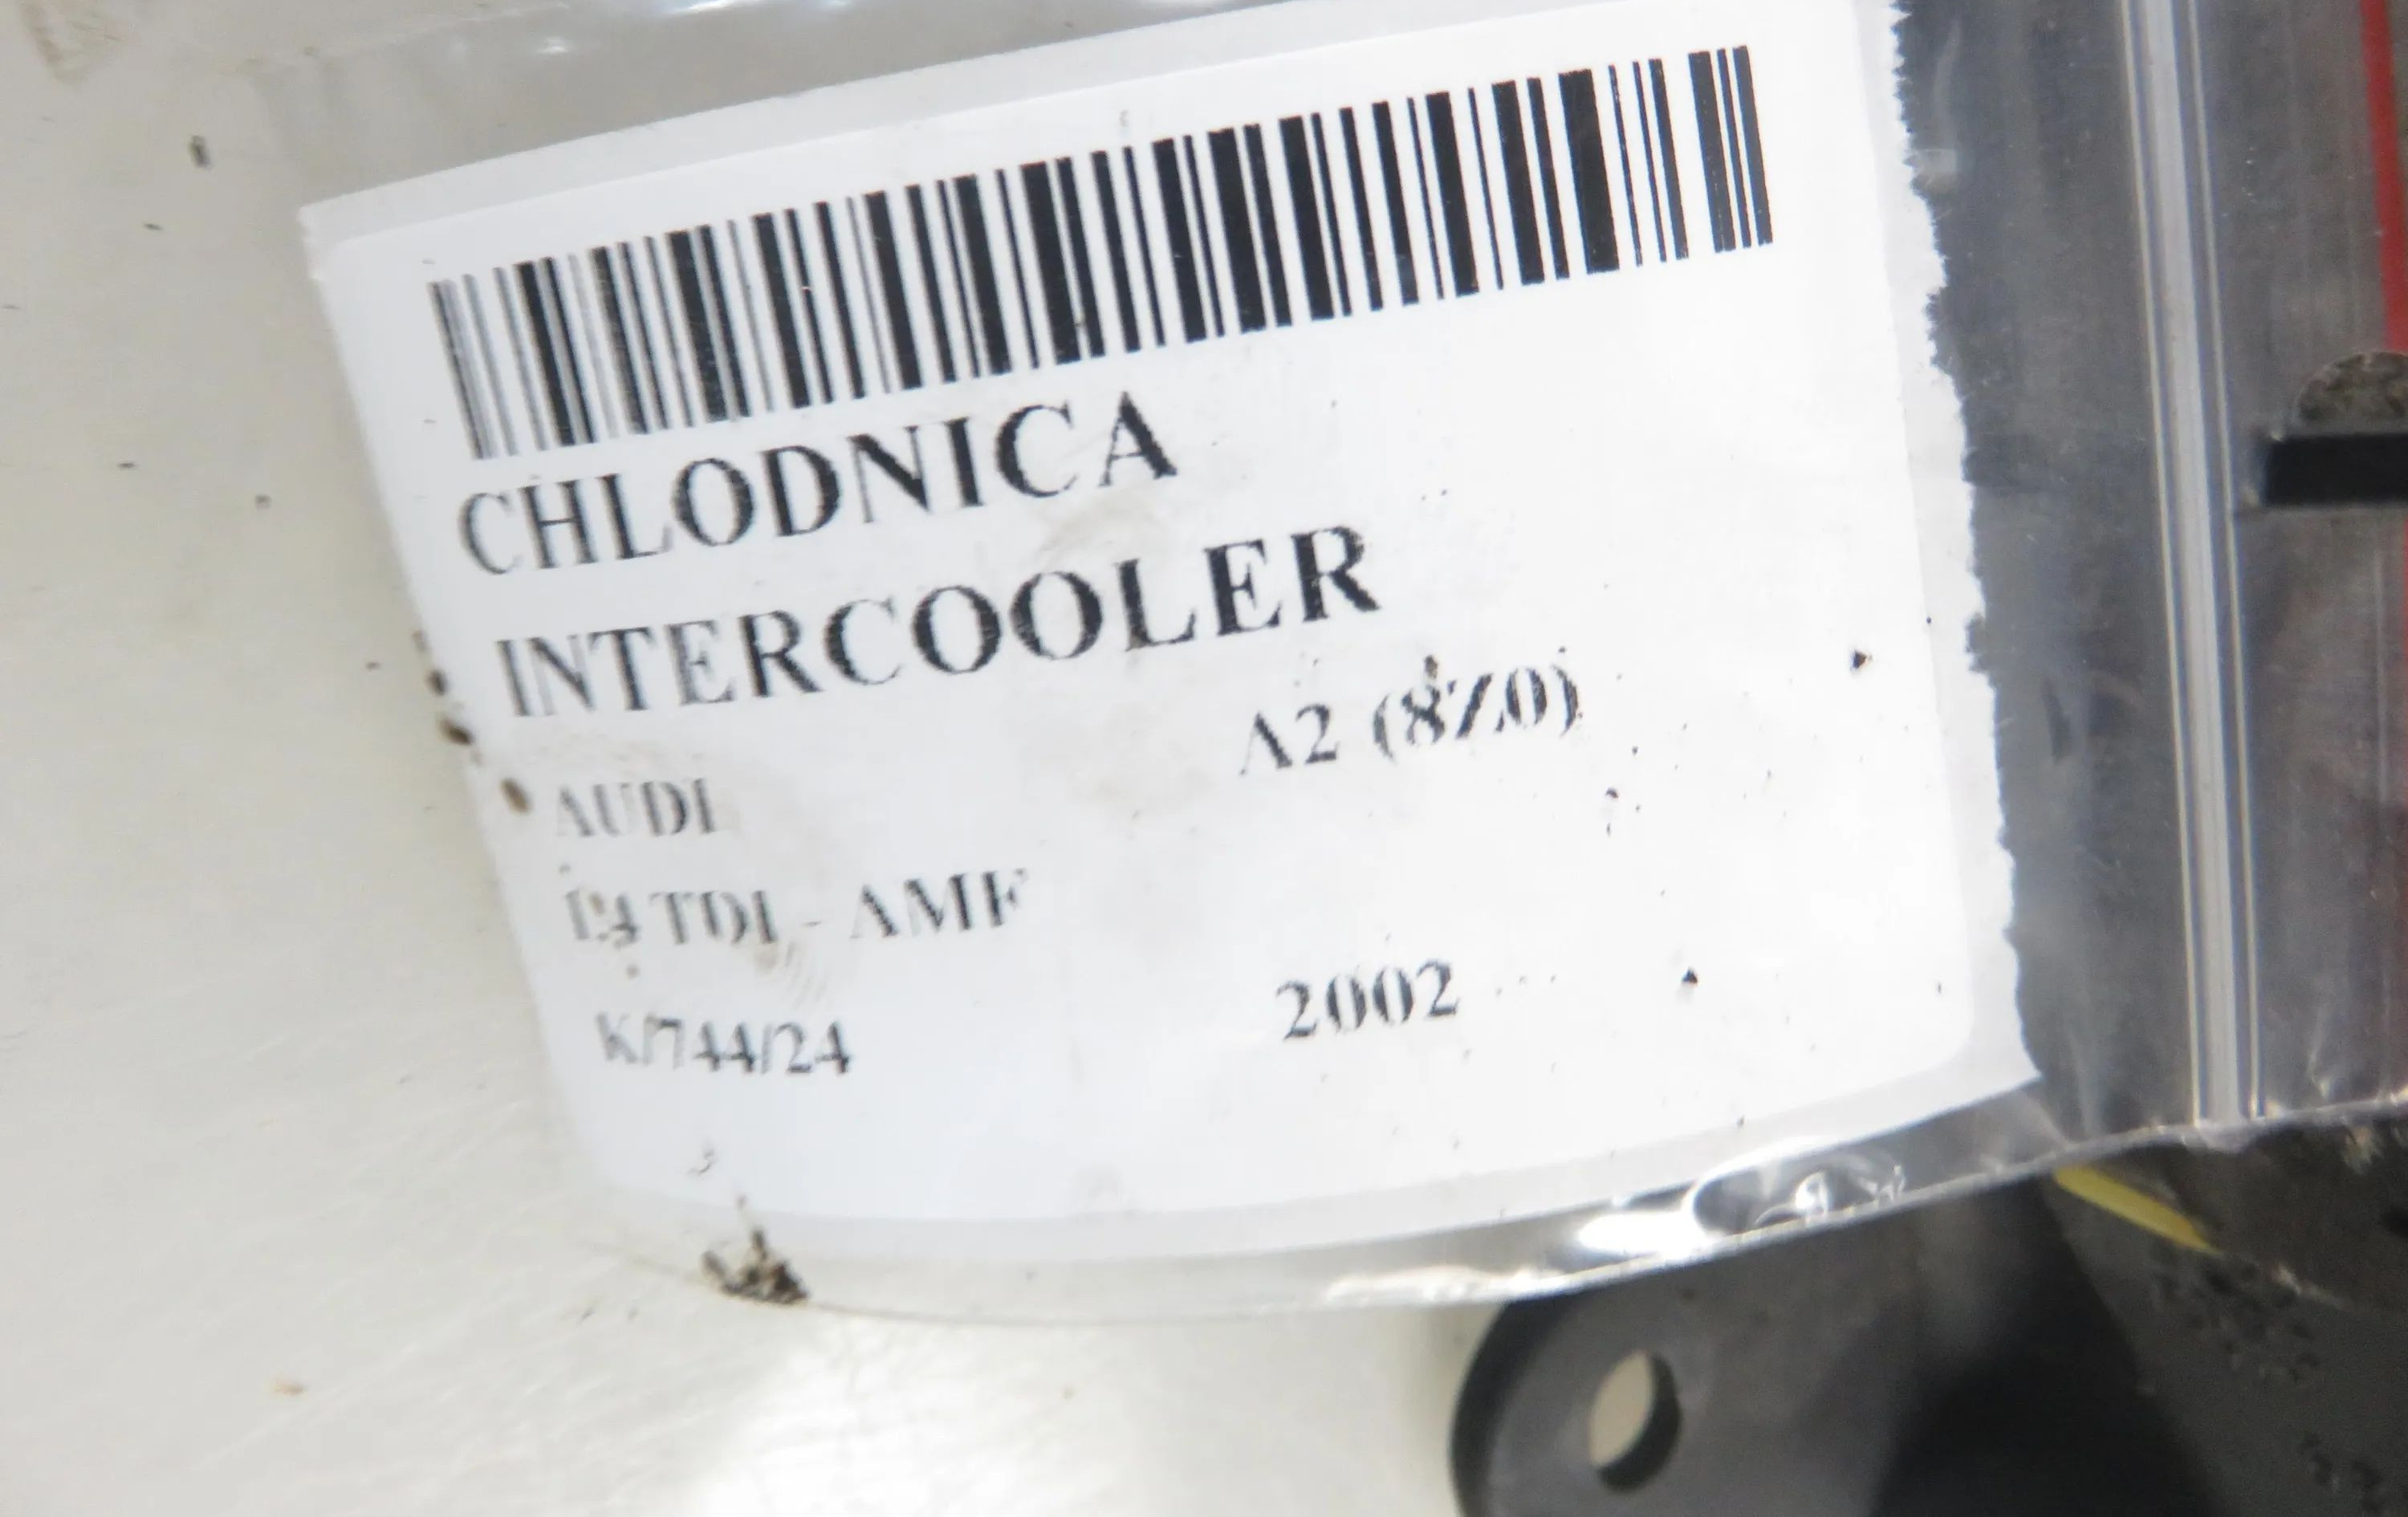 CHLODNICA
INTERCOOLER
AUDI A2 (8Z0)
1.4 TDI - AMF
K/744/24 2002